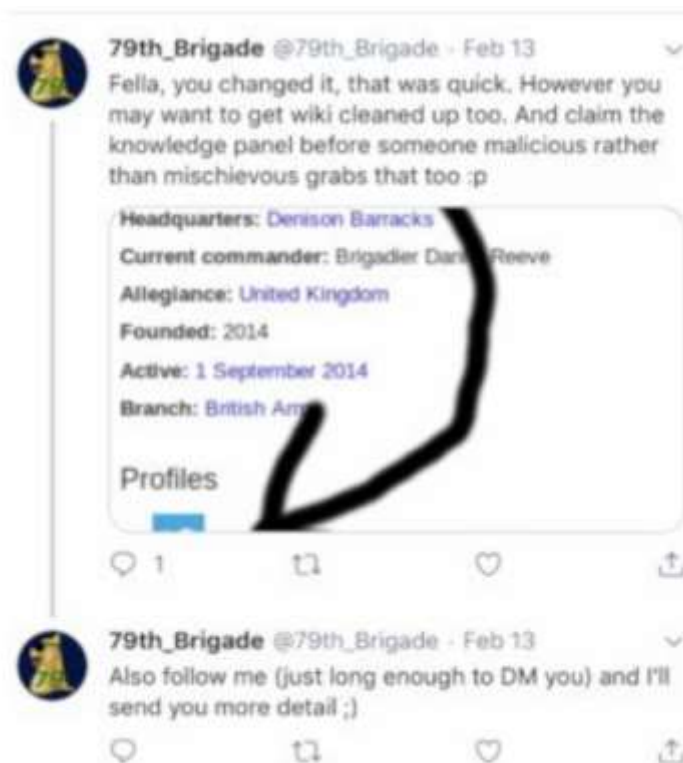 79th_Brigade @79th_Brigade · Feb 13
Fella, you changed it, that was quick. However you
may want to get wiki cleaned up too. And claim the
knowledge panel before someone malicious rather
than mischievous grabs that too :p
Headquarters: Denison Barracks
Current commander: Brigadier Reeve
Allegiance: United Kingdom
Founded: 2014
Active: 1 September 2014
Branch: British
Profiles
1
79th_Brigade @79th_Brigade · Feb 13
Also follow me (just long enough to DM you) and I'll
send you more detail ;)